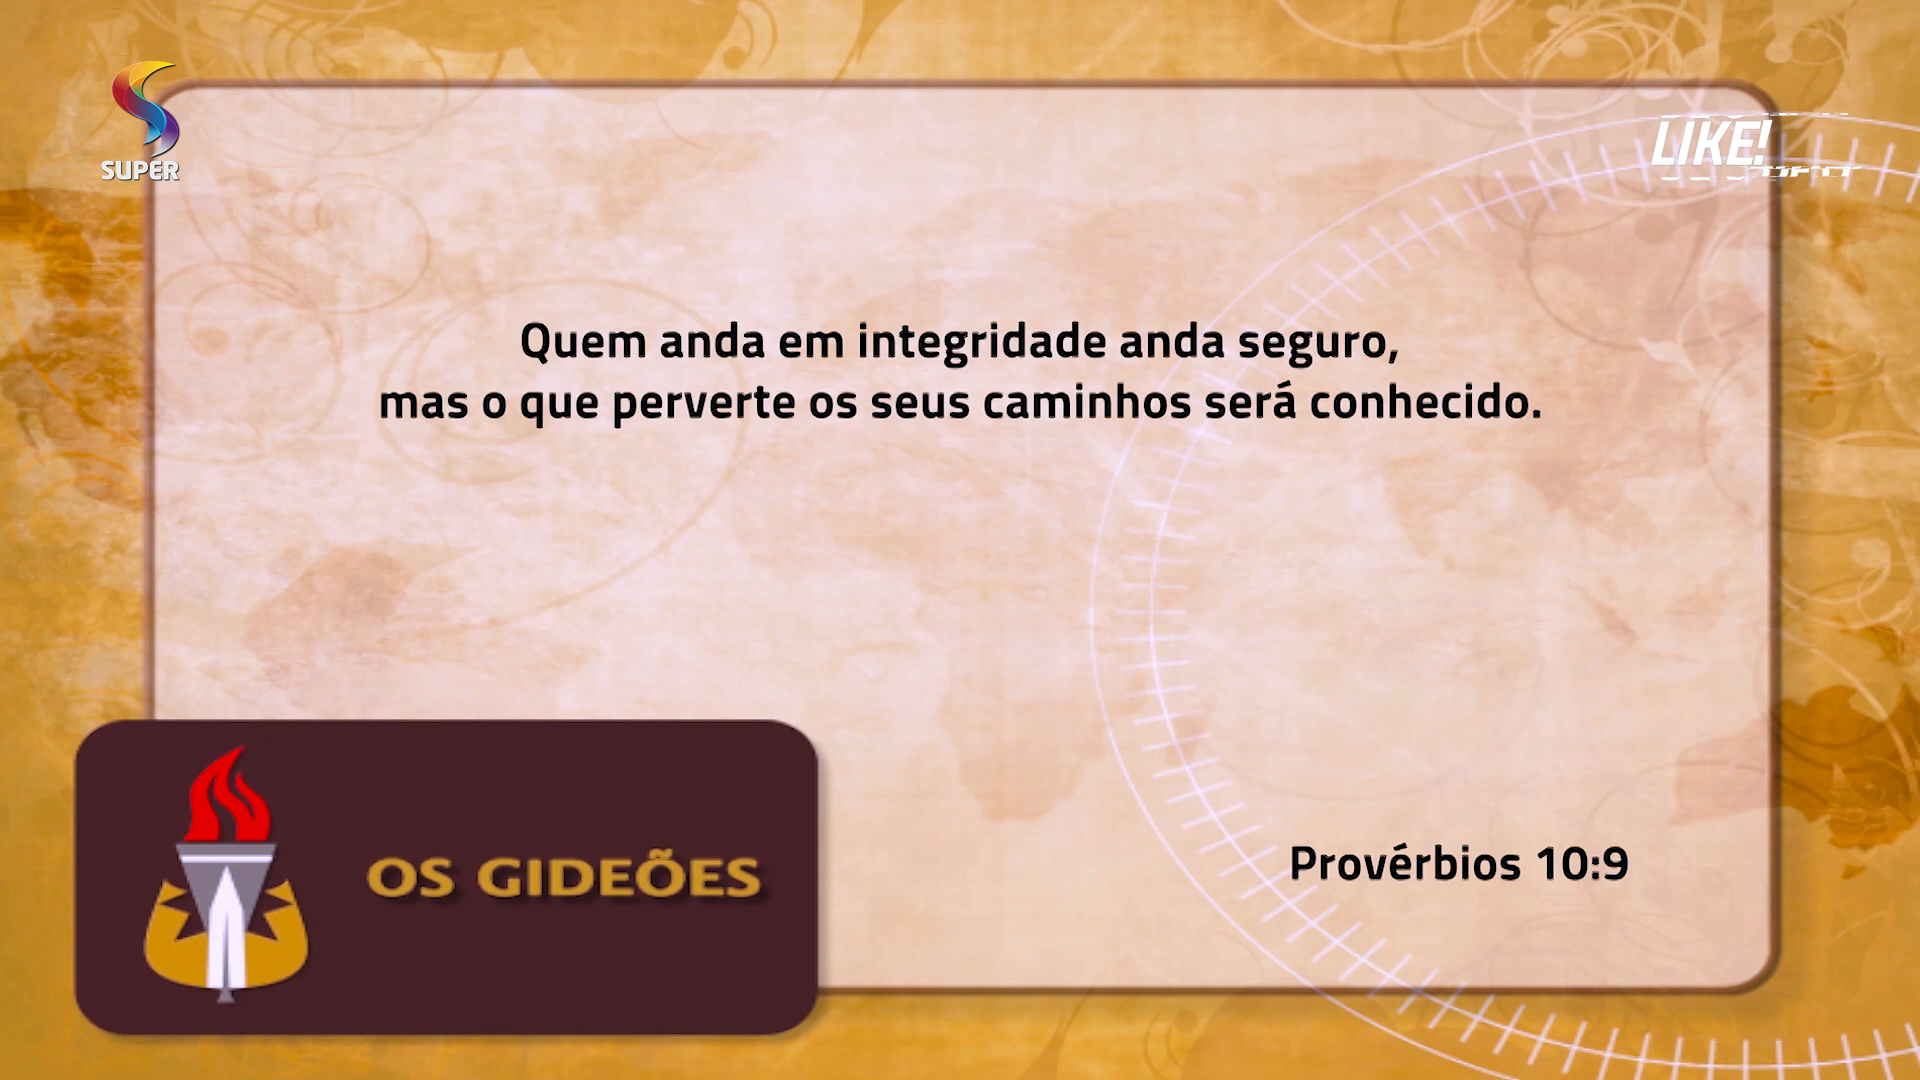 SUPER
LIKE!
Quem anda em integridade anda seguro,
mas o que perverte os seus caminhos será conhecido.
OS GIDEÕES
Provérbios 10:9